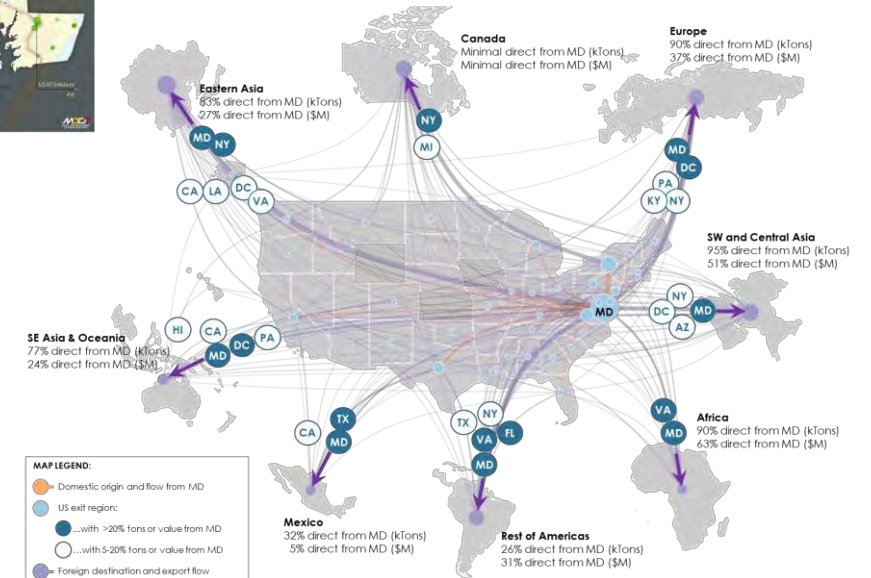 US 50 Salisbury
Canada
Minimal direct from MD (kTons)
Minimal direct from MD ($M)
Europe
90% direct from MD (kTons)
37% direct from MD ($M)
Eastern Asia
83% direct from MD (kTons)
27% direct from MD ($M)
NY
MI
MD
NY
MD
DC
PA
KY
NY
CA
LA
DC
VA
SW and Central Asia
95% direct from MD (kTons)
51% direct from MD ($M)
NY
DC
MD
AZ
MD
HI
CA
SE Asia & Oceania
77% direct from MD (kTons)
24% direct from MD ($M)
MD
DC
PA
CA
TX
MD
TX
NY
VA
FL
MD
VA
MD
Africa
90% direct from MD (kTons)
63% direct from MD ($M)
MAP LEGEND:
Domestic origin and flow from MD
US exit region:
...with >20% tons or value from MD
...with 5-20% tons or value from MD
Foreign destination and export flow
Mexico
32% direct from MD (kTons)
5% direct from MD ($M)
Rest of Americas
26% direct from MD (kTons)
31% direct from MD ($M)